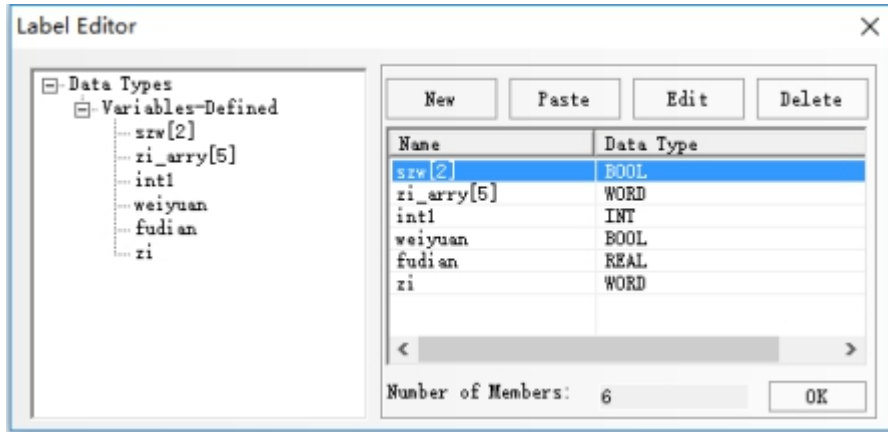 Label Editor
Data Types
Variables-Defined
szw[2]
zi_arry[5]
int1
weiyuan
fudian
zi
New Paste Edit Delete
Name Data Type
szw[2] BOOL
zi_arry[5] WORD
int1 INT
weiyuan BOOL
fudian REAL
zi WORD
Number of Members: 6 OK